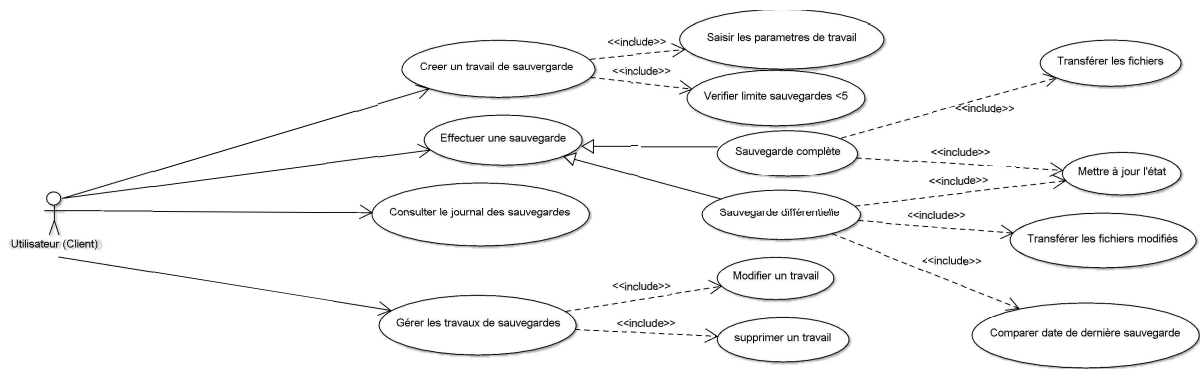 Saisir les parametres de travail
<<include>>
Creer un travail de sauvergarde
<<include>>
Verifier limite sauvegardes <5
Transférer les fichiers
<<include>>
Effectuer une sauvegarde
Sauvegarde complète
<<include>>
Mettre à jour l'état
<<include>>
Consulter le journal des sauvegardes
Sauvegarde différentielle
<<include>>
Transférer les fichiers modifiés
Utilisateur (Client)
<<include>>
Modifier un travail
<<include>>
Gérer les travaux de sauvegardes
<<include>>
supprimer un travail
Comparer date de dernière sauvegarde